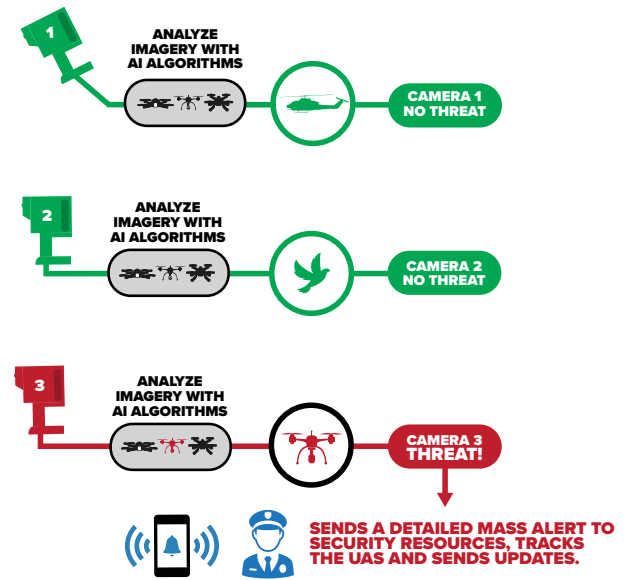 1
ANALYZE
IMAGERY WITH
AI ALGORITHMS
CAMERA 1
NO THREAT
2
ANALYZE
IMAGERY WITH
AI ALGORITHMS
CAMERA 2
NO THREAT
3
ANALYZE
IMAGERY WITH
AI ALGORITHMS
CAMERA 3
THREAT!
SENDS A DETAILED MASS ALERT TO
SECURITY RESOURCES, TRACKS
THE UAS AND SENDS UPDATES.